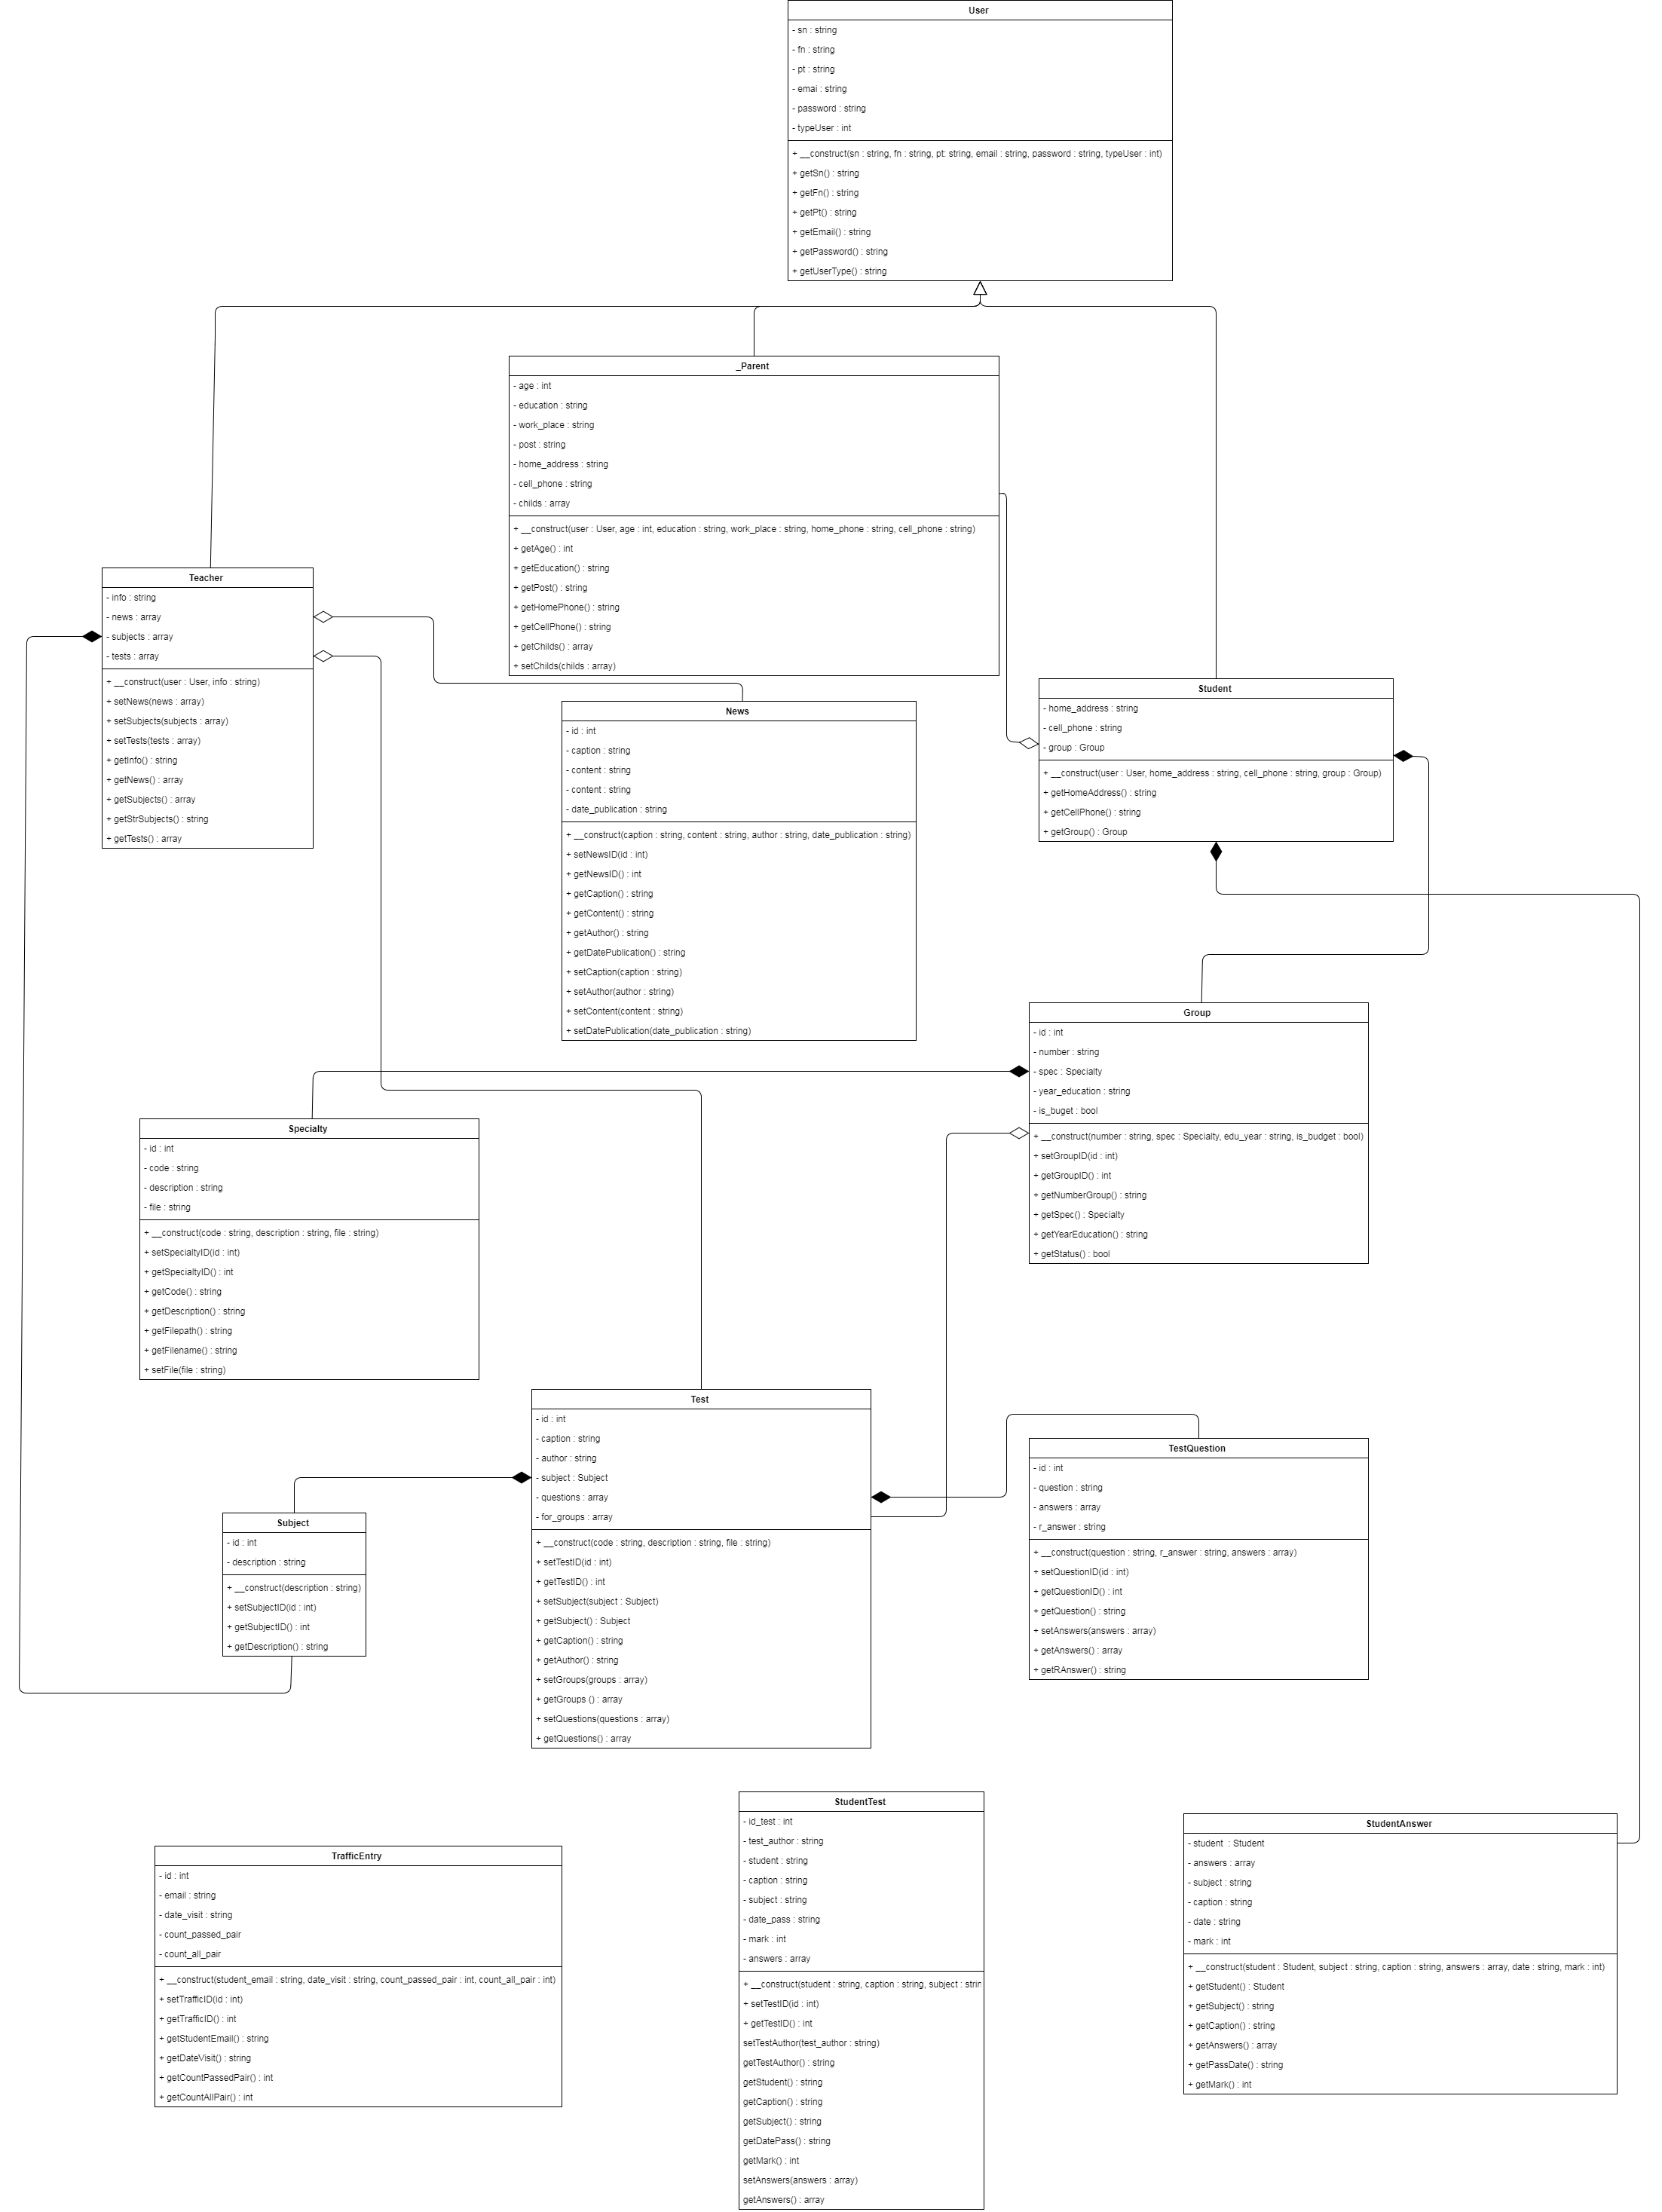 User
- sn : string
- fn : string
- pt : string
- emai : string
- password : string
- typeUser : int
+ __construct(sn : string, fn : string, pt: string, email : string, password : string, typeUser : int)
+ getSn() : string
+ getFn() : string
+ getPt() : string
+ getEmail() : string
+ getPassword() : string
+ getUserType() : string
_Parent
- age : int
- education : string
- work_place : string
- post : string
- home_address : string
- cell_phone : string
- childs : array
+ __construct(user : User, age : int, education : string, work_place : string, home_phone : string, cell_phone : string)
+ getAge() : int
+ getEducation() : string
+ getPost() : string
+ getHomePhone() : string
+ getCellPhone() : string
+ getChilds() : array
+ setChilds(childs : array)
Teacher
- info : string
- news : array
- subjects : array
- tests : array
+ __construct(user : User, info : string)
+ setNews(news : array)
+ setSubjects(subjects : array)
+ setTests(tests : array)
+ getInfo() : string
+ getNews() : array
+ getSubjects() : array
+ getStrSubjects() : string
+ getTests() : array
Student
- home_address : string
- cell_phone : string
- group : Group
+ __construct(user : User, home_address : string, cell_phone : string, group : Group)
+ getHomeAddress() : string
+ getCellPhone() : string
+ getGroup() : Group
News
- id : int
- caption : string
- content : string
- content : string
- date_publication : string
+ __construct(caption : string, content : string, author : string, date_publication : string)
+ setNewsID(id : int)
+ getNewsID() : int
+ getCaption() : string
+ getContent() : string
+ getAuthor() : string
+ getDatePublication() : string
+ setCaption(caption : string)
+ setAuthor(author : string)
+ setContent(content : string)
+ setDatePublication(date_publication : string)
Group
- id : int
- number : string
- spec : Specialty
- year_education : string
- is_buget : bool
+ __construct(number : string, spec : Specialty, edu_year : string, is_budget : bool)
+ setGroupID(id : int)
+ getGroupID() : int
+ getNumberGroup() : string
+ getSpec() : Specialty
+ getYearEducation() : string
+ getStatus() : bool
Specialty
- id : int
- code : string
- description : string
- file : string
+ __construct(code : string, description : string, file : string)
+ setSpecialtyID(id : int)
+ getSpecialtyID() : int
+ getCode() : string
+ getDescription() : string
+ getFilepath() : string
+ getFilename() : string
+ setFile(file : string)
Test
- id : int
- caption : string
- author : string
- subject : Subject
- questions : array
- for_groups : array
+ __construct(code : string, description : string, file : string)
+ setTestID(id : int)
+ getTestID() : int
+ setSubject(subject : Subject)
+ getSubject() : Subject
+ getCaption() : string
+ getAuthor() : string
+ setGroups(groups : array)
+ getGroups () : array
+ setQuestions(questions : array)
+ getQuestions() : array
TestQuestion
- id : int
- question : string
- answers : array
- r_answer : string
+ __construct(question : string, r_answer : string, answers : array)
+ setQuestionID(id : int)
+ getQuestionID() : int
+ getQuestion() : string
+ setAnswers(answers : array)
+ getAnswers() : array
+ getRAnswer() : string
Subject
- id : int
- description : string
+ __construct(description : string)
+ setSubjectID(id : int)
+ getSubjectID() : int
+ getDescription() : string
StudentTest
- id_test : int
- test_author : string
- student : string
- caption : string
- subject : string
- date_pass : string
- mark : int
- answers : array
+ __construct(student : string, caption : string, subject : strin
+ setTestID(id : int)
+ getTestID() : int
setTestAuthor(test_author : string)
getTestAuthor() : string
getStudent() : string
getCaption() : string
getSubject() : string
getDatePass() : string
getMark() : int
setAnswers(answers : array)
getAnswers() : array
StudentAnswer
- student : Student
- answers : array
- subject : string
- caption : string
- date : string
- mark : int
+ __construct(student : Student, subject : string, caption : string, answers : array, date : string, mark : int)
+ getStudent() : Student
+ getSubject() : string
+ getCaption() : string
+ getAnswers() : array
+ getPassDate() : string
+ getMark() : int
TrafficEntry
- id : int
- email : string
- date_visit : string
- count_passed_pair
- count_all_pair
+ __construct(student_email : string, date_visit : string, count_passed_pair : int, count_all_pair : int)
+ setTrafficID(id : int)
+ getTrafficID() : int
+ getStudentEmail() : string
+ getDateVisit() : string
+ getCountPassedPair() : int
+ getCountAllPair() : int